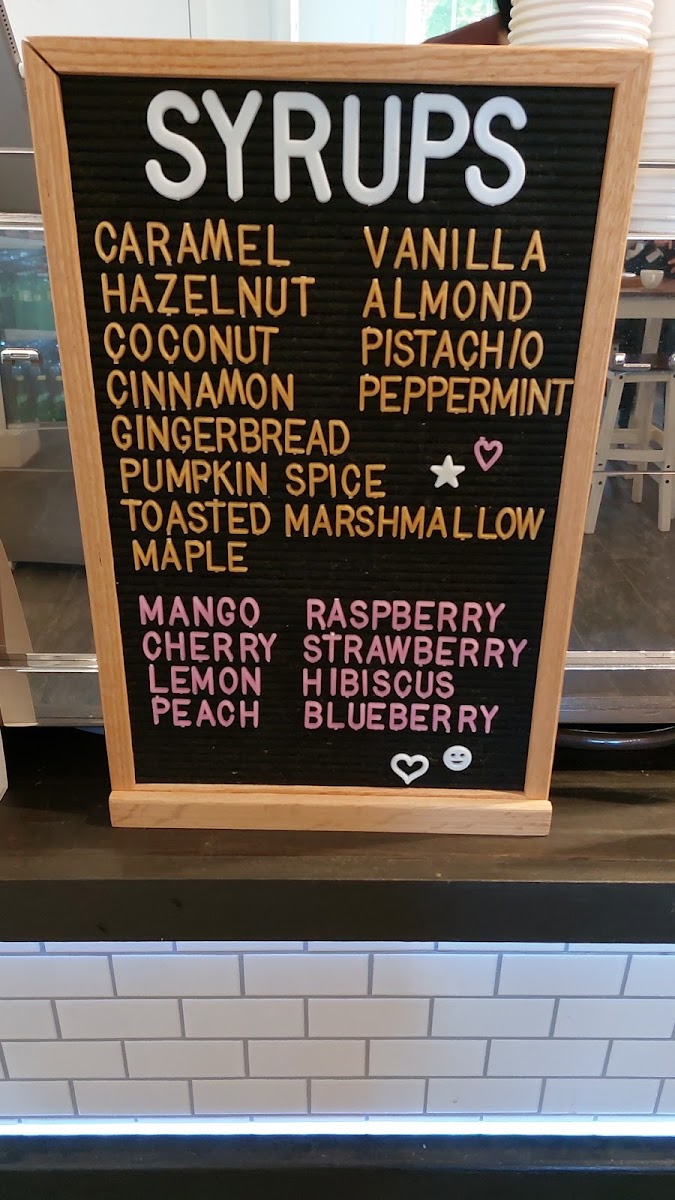 SYRUPS
CARAMEL VANILLA
HAZELNUT ALMOND
COCONUT PISTACHIO
CINNAMON PEPPERMINT
GINGERBREAD
PUMPKIN SPICE
TOASTED MARSHMALLOW
MAPLE
MANGO RASPBERRY
CHERRY STRAWBERRY
LEMON HIBISCUS
PEACH BLUEBERRY